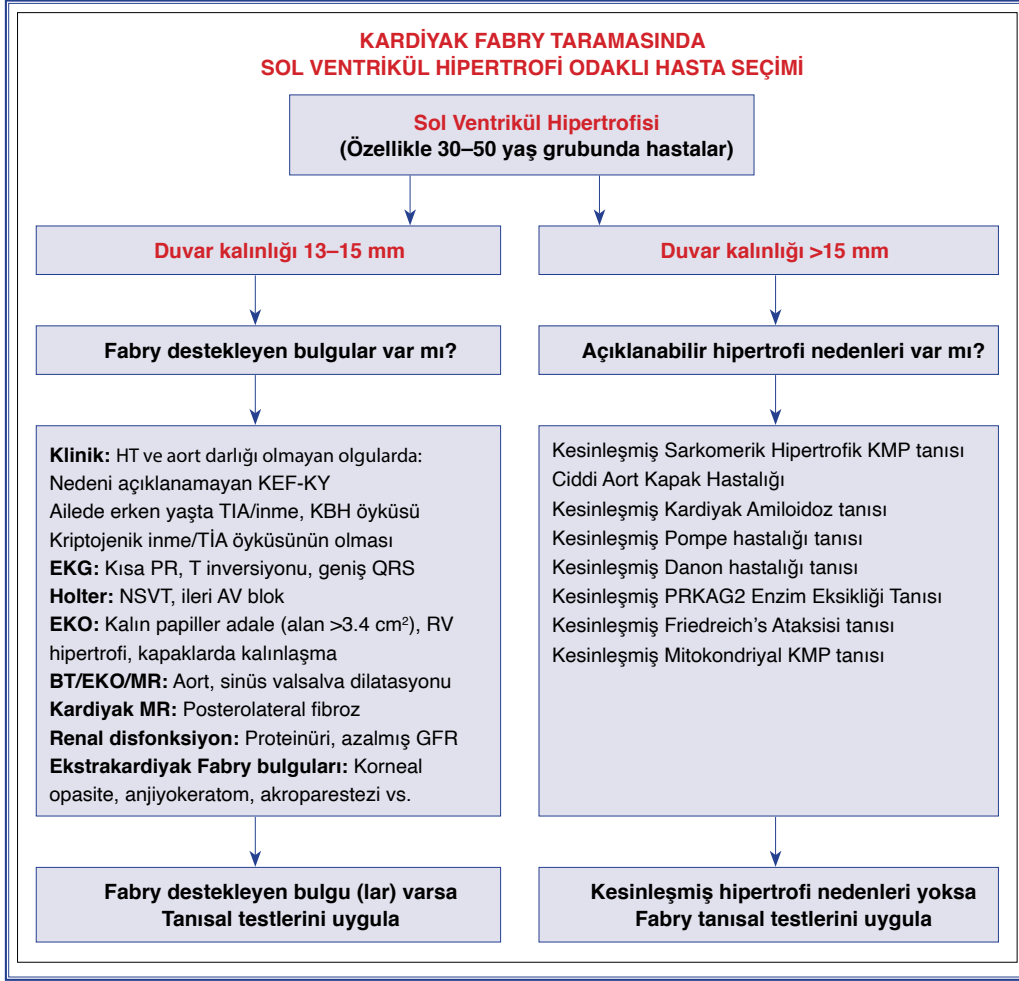 KARDİYAK FABRY TARAMASINDA
SOL VENTRİKÜL HİPERTROFİ ODAKLI HASTA SEÇİMİ
Sol Ventrikül Hipertrofisi
(Özellikle 30–50 yaş grubunda hastalar)
Duvar kalınlığı 13–15 mm
Fabry destekleyen bulgular var mı?
Klinik: HT ve aort darlığı olmayan olgularda:
Nedeni açıklanamayan KEF-KY
Ailede erken yaşta TIA/inme, KBH öyküsü
Kriptojenik inme/TİA öyküsünün olması
EKG: Kısa PR, T inversiyonu, geniş QRS
Holter: NSVT, ileri AV blok
EKO: Kalın papiller adale (alan >3.4 cm²), RV
hipertrofi, kapaklarda kalınlaşma
BT/EKO/MR: Aort, sinüs valsalva dilatasyonu
Kardiyak MR: Posterolateral fibroz
Renal disfonksiyon: Proteinüri, azalmış GFR
Ekstrakardiyak Fabry bulguları: Korneal
opasite, anjiyokeratom, akroparestezi vs.
Fabry destekleyen bulgu (lar) varsa
Tanısal testlerini uygula
Duvar kalınlığı >15 mm
Açıklanabilir hipertrofi nedenleri var mı?
Kesinleşmiş Sarkomerik Hipertrofik KMP tanısı
Ciddi Aort Kapak Hastalığı
Kesinleşmiş Kardiyak Amiloidoz tanısı
Kesinleşmiş Pompe hastalığı tanısı
Kesinleşmiş Danon hastalığı tanısı
Kesinleşmiş PRKAG2 Enzim Eksikliği Tanısı
Kesinleşmiş Friedreich’s Ataksisi tanısı
Kesinleşmiş Mitokondriyal KMP tanısı
Kesinleşmiş hipertrofi nedenleri yoksa
Fabry tanısal testlerini uygula